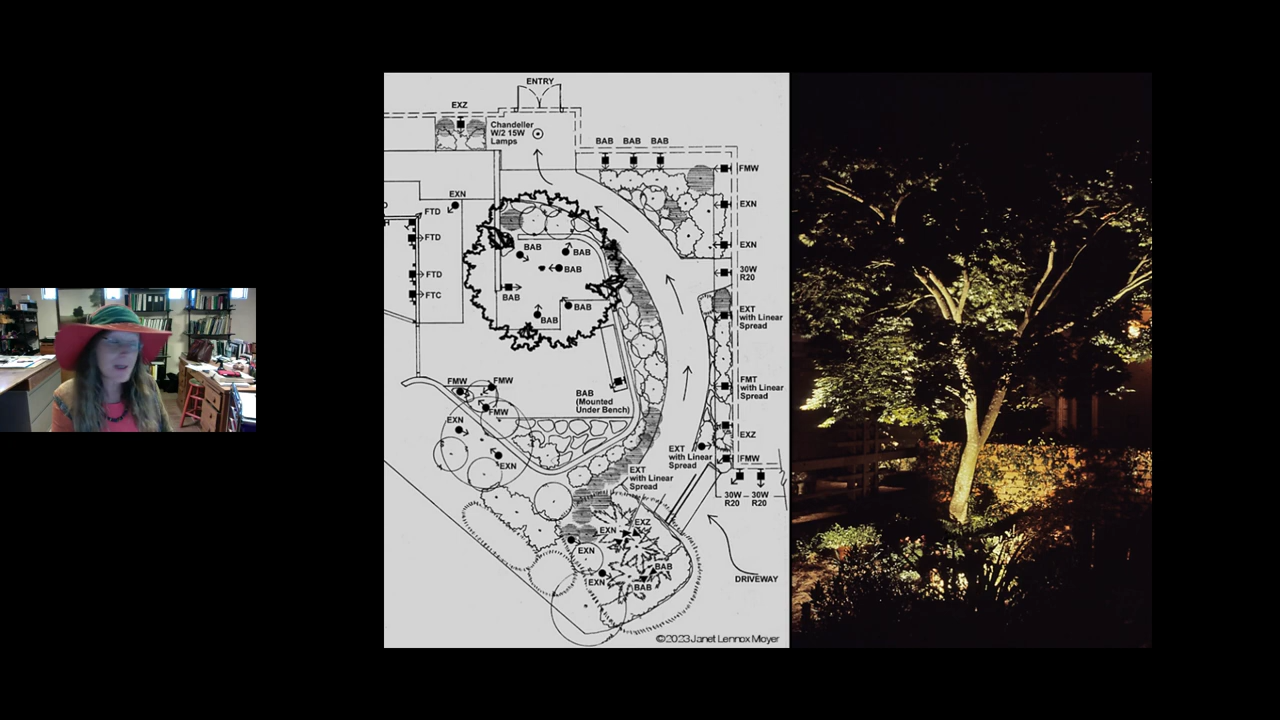 ENTRY
EXZ
Chandelier
W/2 15W
Lamps
BAB BAB BAB
FMW
EXN
EXN
FTD
EXN
FTD
BAB
BAB
BAB
EXN
FTD
30W
R20
FTC
BAB
BAB
BAB
EXT
with Linear
Spread
FMW
FMW
FMT
with Linear
Spread
BAB
(Mounted
Under Bench)
FMW
EXN
EXZ
EXN
EXT
with Linear
Spread
FMW
EXT
with Linear
Spread
30W
R20
30W
R20
EXN
EXZ
EXN
BAB
EXN
BAB
DRIVEWAY
©2023 Janet Lennox Moyer